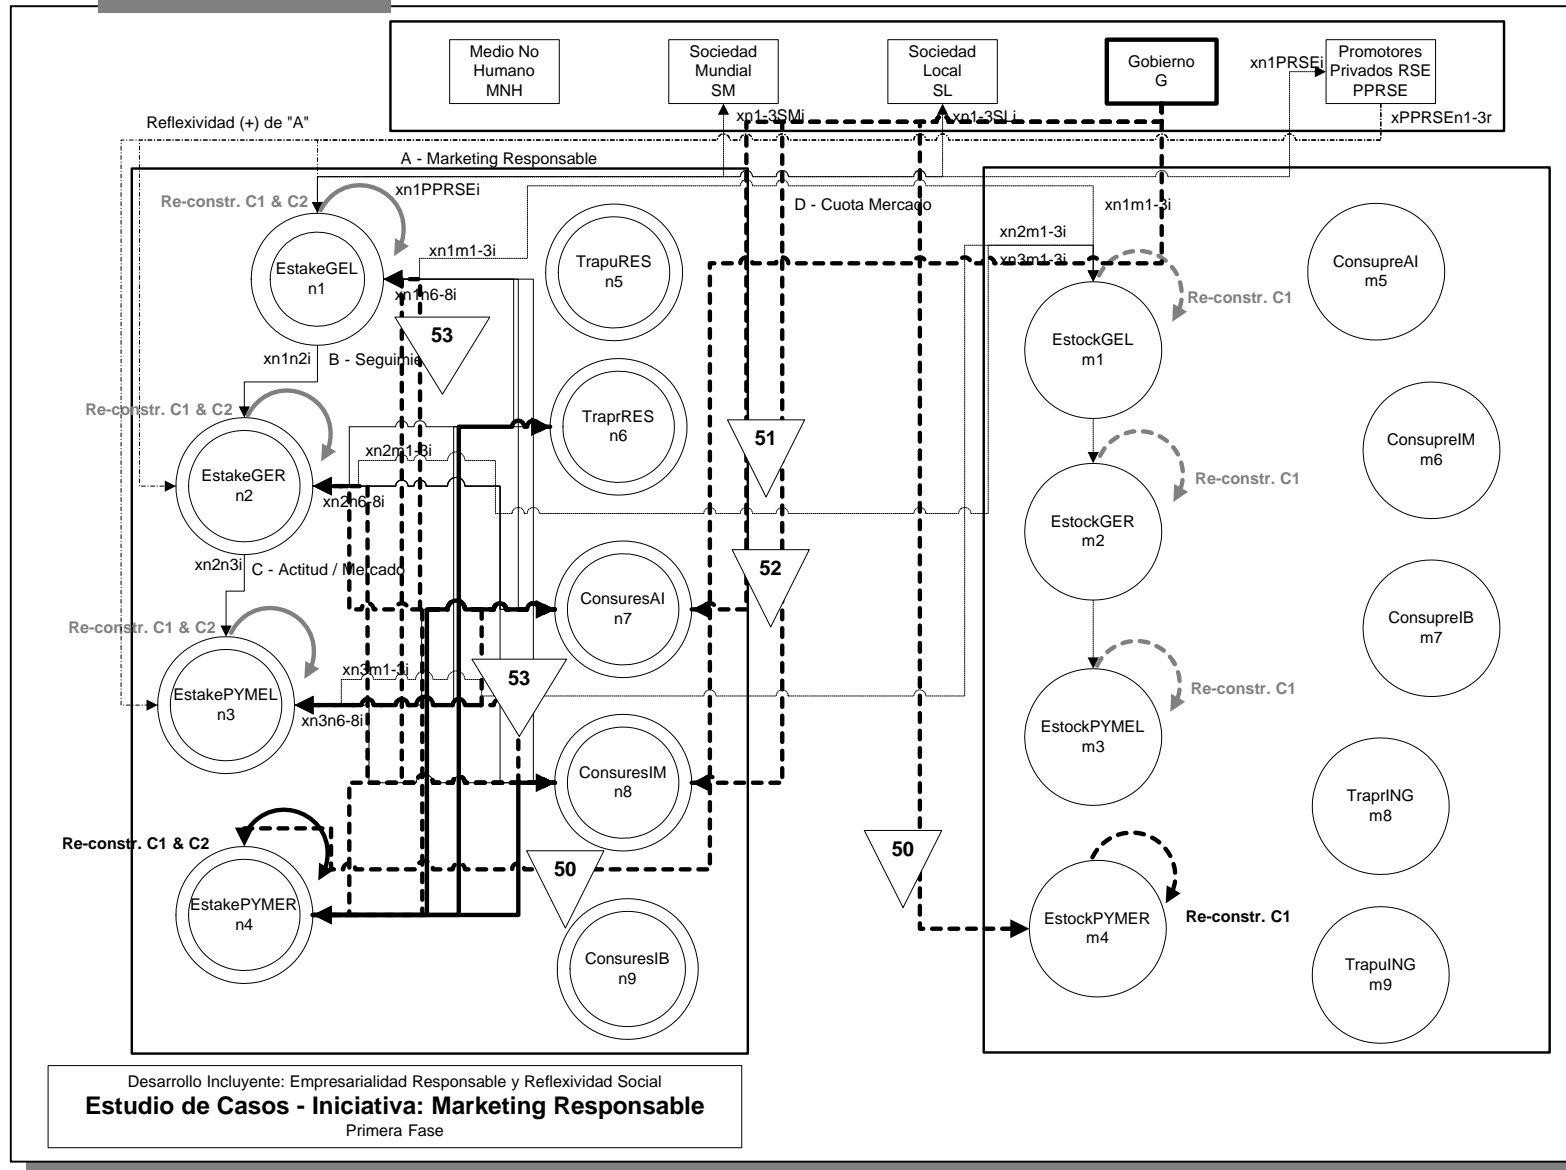 Medio No
Humano
MNH
Sociedad
Mundial
SM
Sociedad
Local
SL
Gobierno
G
Promotores
Privados RSE
PPRSE
xn1PRSEi
xn1-3SMi
xn1-3SLi
xPPRSEn1-3r
Reflexividad (+) de "A"
A - Marketing Responsable
Re-constr. C1 & C2
xn1PPRSEi
D - Cuota Mercado
xn1m1-3i
xn1m1-3i
xn2m1-3i
xn3m1-3i
EstakeGEL
n1
TrapuRES
n5
ConsupreAI
m5
xn1n6-8i
Re-constr. C1
53
EstockGEL
m1
xn1n2i
B - Seguimie
Re-constr. C1 & C2
TraprRES
n6
51
ConsupreIM
m6
xn2m1-3i
EstakeGER
n2
xn2n6-8i
Re-constr. C1
EstockGER
m2
xn2n3i
C - Actitud / Mercado
52
ConsuresAI
n7
ConsupreIB
m7
Re-constr. C1 & C2
xn3m1-3i
53
EstakePYMEL
n3
xn3n6-8i
Re-constr. C1
EstockPYMEL
m3
ConsuresIM
n8
TraprING
m8
Re-constr. C1 & C2
50
50
EstakePYMER
n4
EstockPYMER
m4
Re-constr. C1
ConsuresIB
n9
TrapuING
m9
Desarrollo Incluyente: Empresarialidad Responsable y Reflexividad Social
Estudio de Casos - Iniciativa: Marketing Responsable
Primera Fase